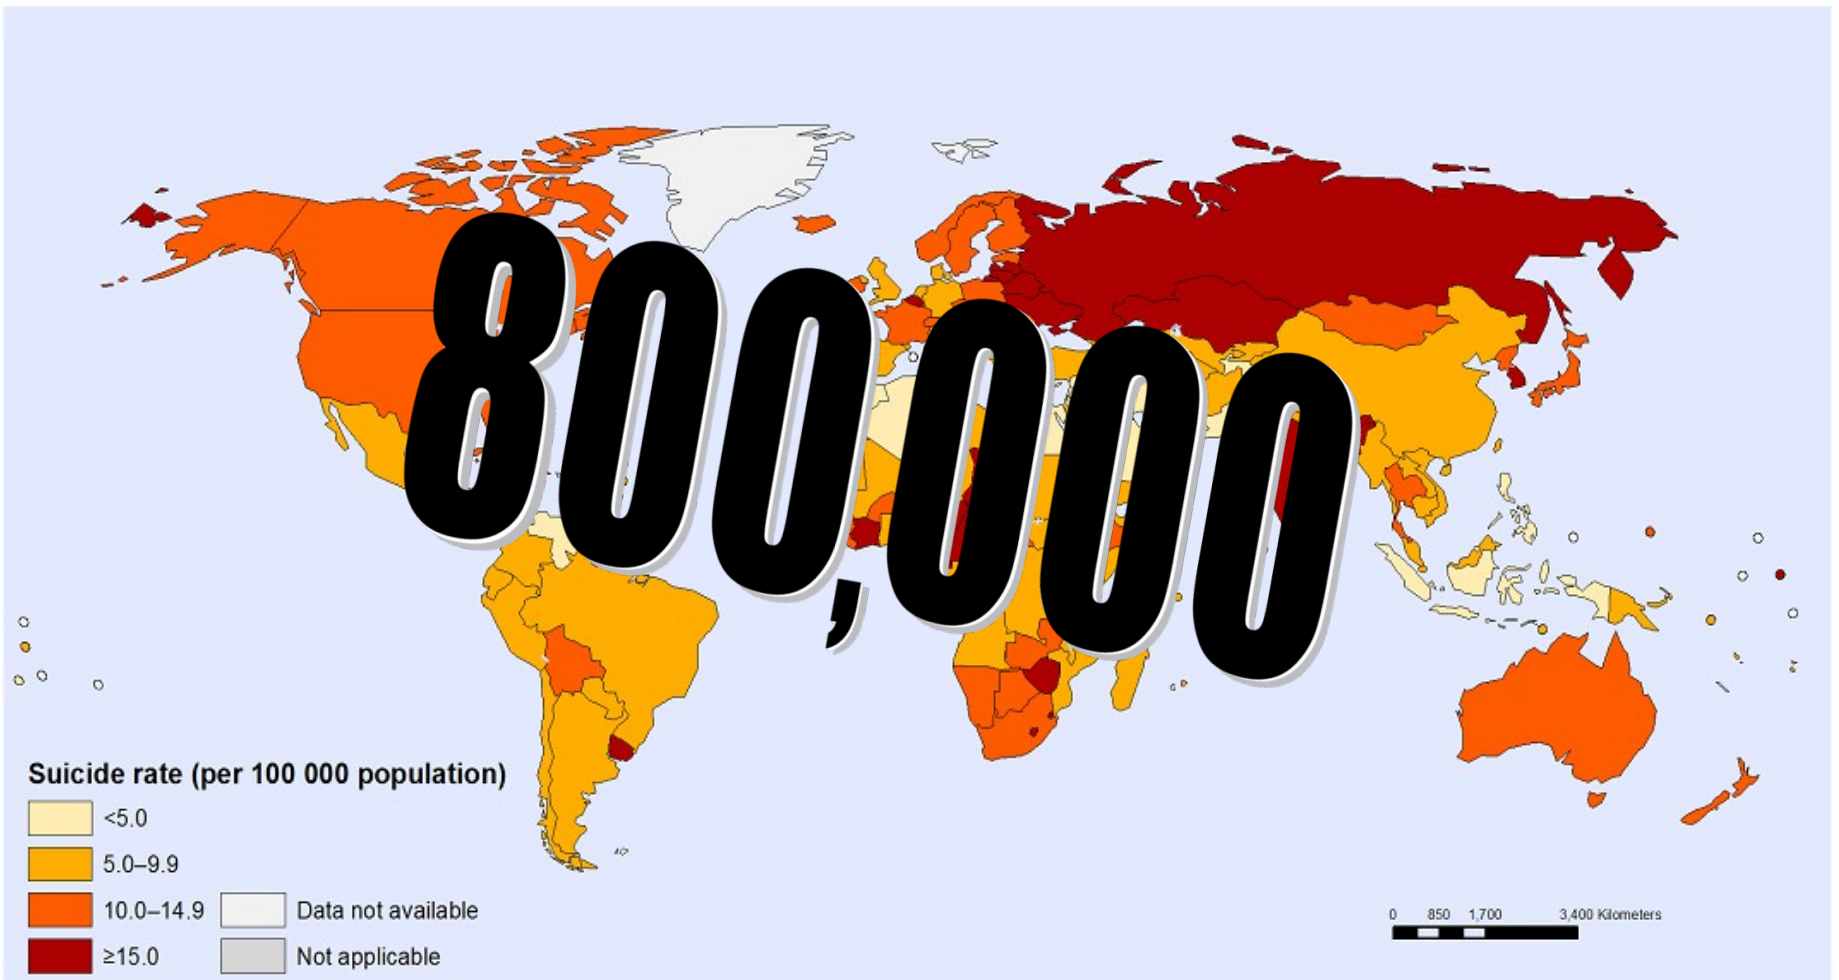 800,000
Suicide rate (per 100 000 population)
<5.0
5.0–9.9
10.0–14.9
Data not available
≥15.0
Not applicable
0 850 1,700 3,400 Kilometers